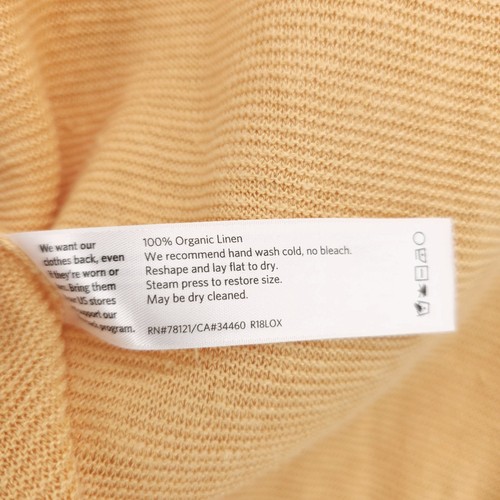 We want our
clothes back, even
if they're worn or
Bring them
US stores
our
program.
100% Organic Linen
We recommend hand wash cold, no bleach.
Reshape and lay flat to dry.
Steam press to restore size.
May be dry cleaned.
RN#78121/CA#34460 R18LOX